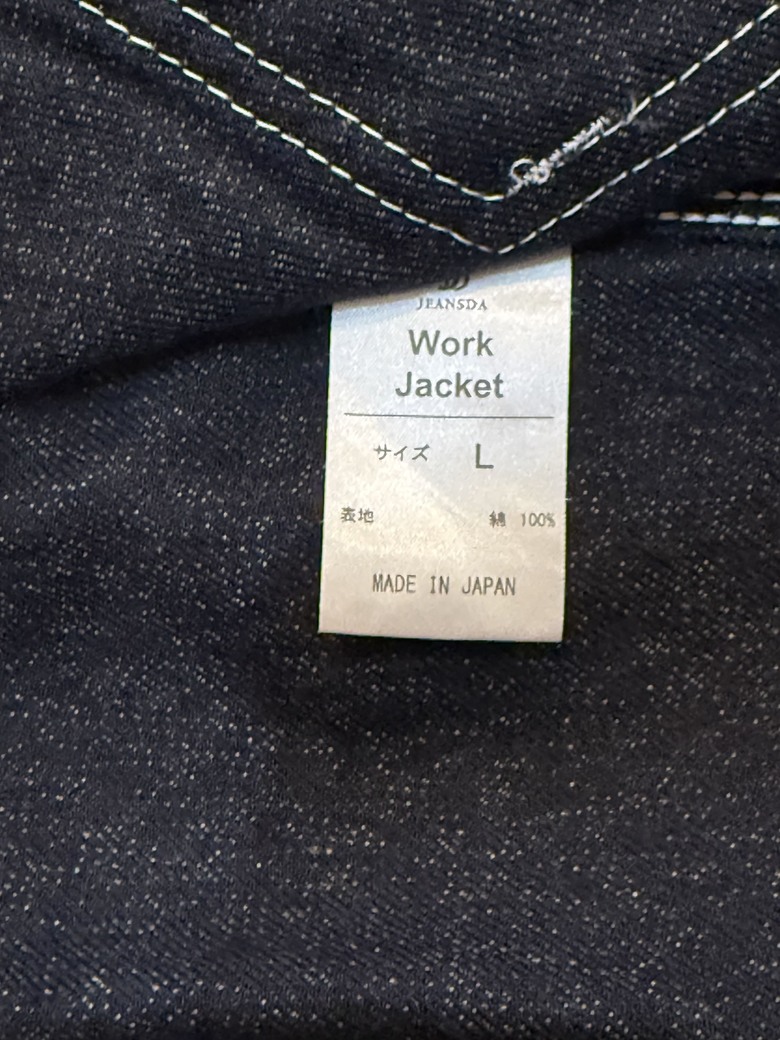 JEANSDA
Work
Jacket
サイズ L
表地 綿 100%
MADE IN JAPAN